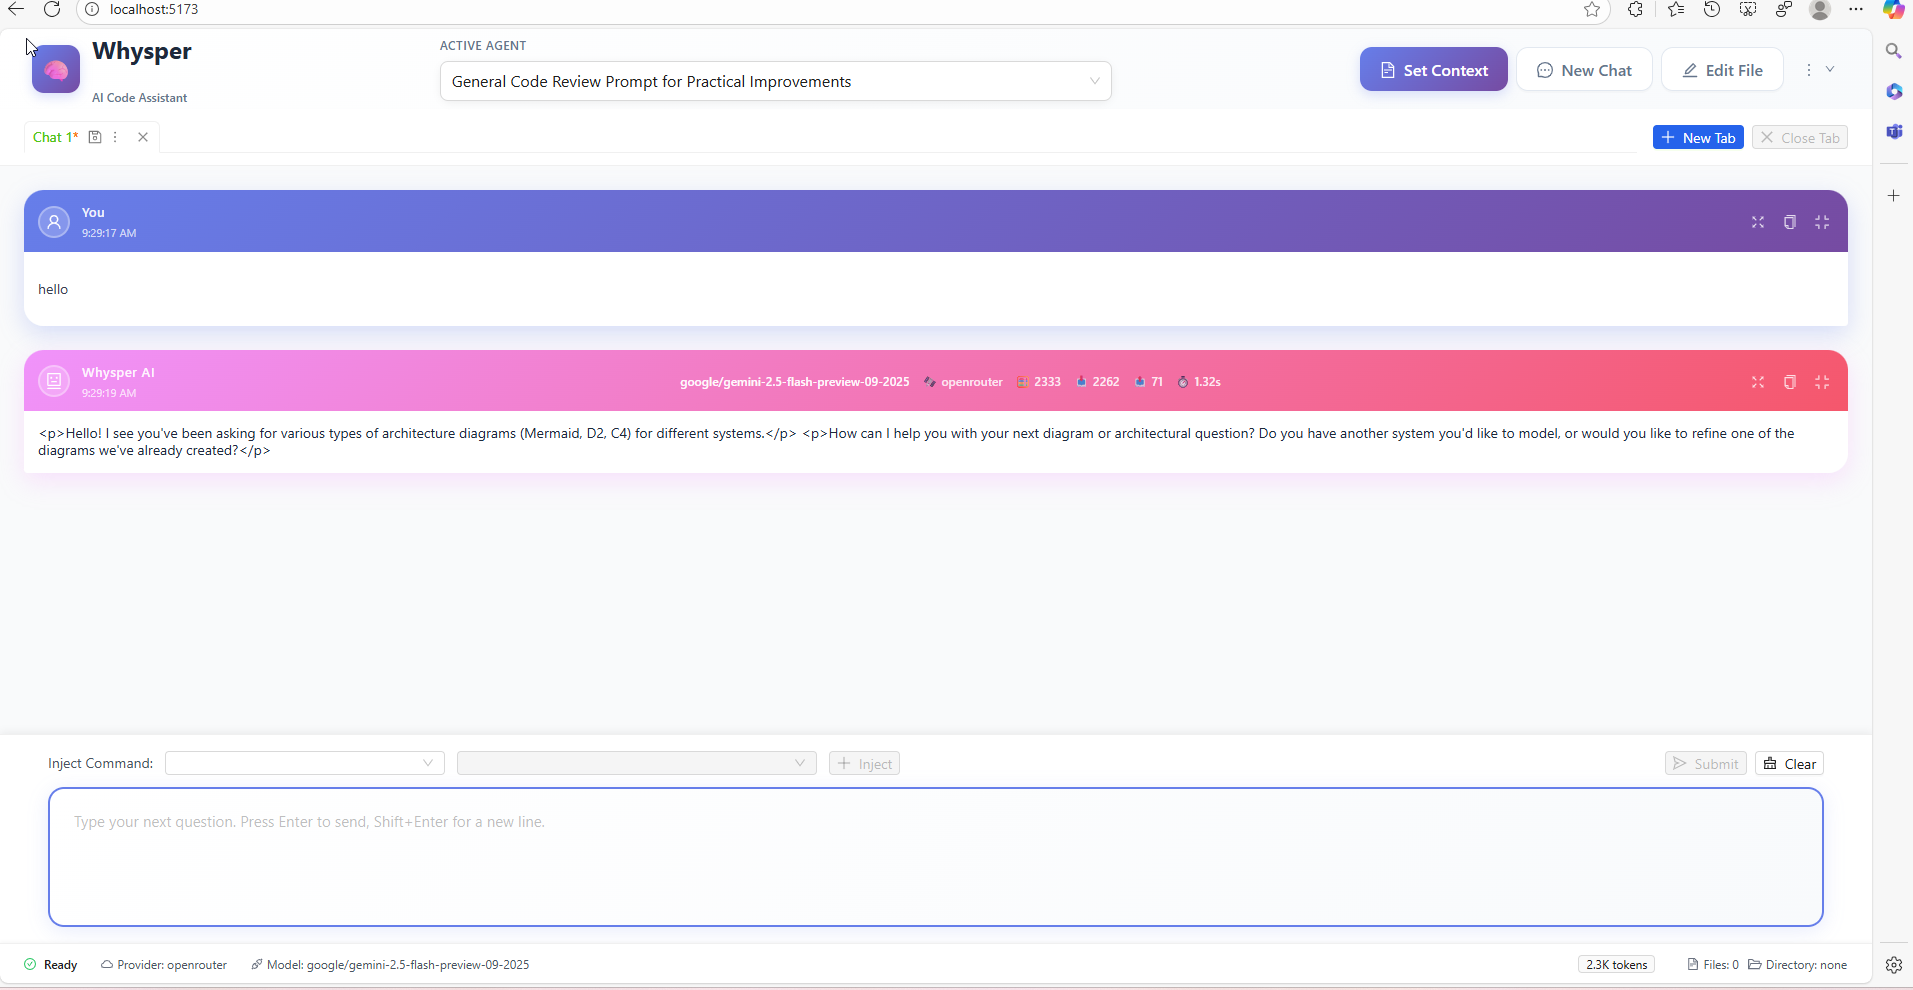 localhost:5173
Whysper
AI Code Assistant
ACTIVE AGENT
General Code Review Prompt for Practical Improvements
Set Context
New Chat
Edit File
Chat 1*
New Tab
Close Tab
You
9:29:17 AM
hello
Whysper AI
9:29:19 AM
google/gemini-2.5-flash-preview-09-2025 openrouter 2333 2262 71 1.32s
<p>Hello! I see you've been asking for various types of architecture diagrams (Mermaid, D2, C4) for different systems.</p> <p>How can I help you with your next diagram or architectural question? Do you have another system you'd like to model, or would you like to refine one of the
diagrams we've already created?</p>
Inject Command:
Inject
Submit
Clear
Type your next question. Press Enter to send, Shift+Enter for a new line.
Ready
Provider: openrouter
Model: google/gemini-2.5-flash-preview-09-2025
2.3K tokens
Files: 0
Directory: none